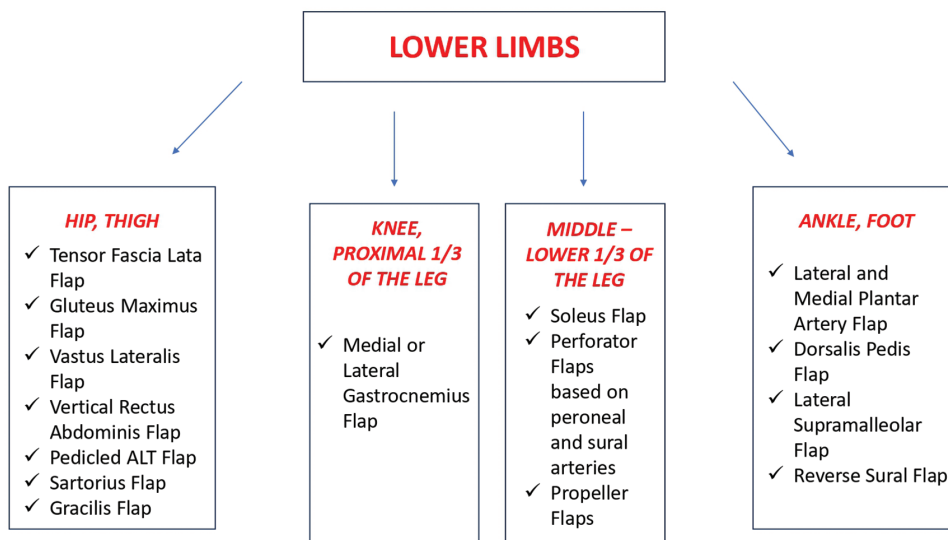 LOWER LIMBS
HIP, THIGH
✓ Tensor Fascia Lata
Flap
✓ Gluteus Maximus
Flap
✓ Vastus Lateralis
Flap
✓ Vertical Rectus
Abdominis Flap
✓ Pedicled ALT Flap
✓ Sartorius Flap
✓ Gracilis Flap
KNEE,
PROXIMAL 1/3
OF THE LEG
✓ Medial or
Lateral
Gastrocnemius
Flap
MIDDLE –
LOWER 1/3 OF
THE LEG
✓ Soleus Flap
✓ Perforator
Flaps
based on
peroneal
and sural
arteries
✓ Propeller
Flaps
ANKLE, FOOT
✓ Lateral and
Medial Plantar
Artery Flap
✓ Dorsalis Pedis
Flap
✓ Lateral
Supramalleolar
Flap
✓ Reverse Sural Flap